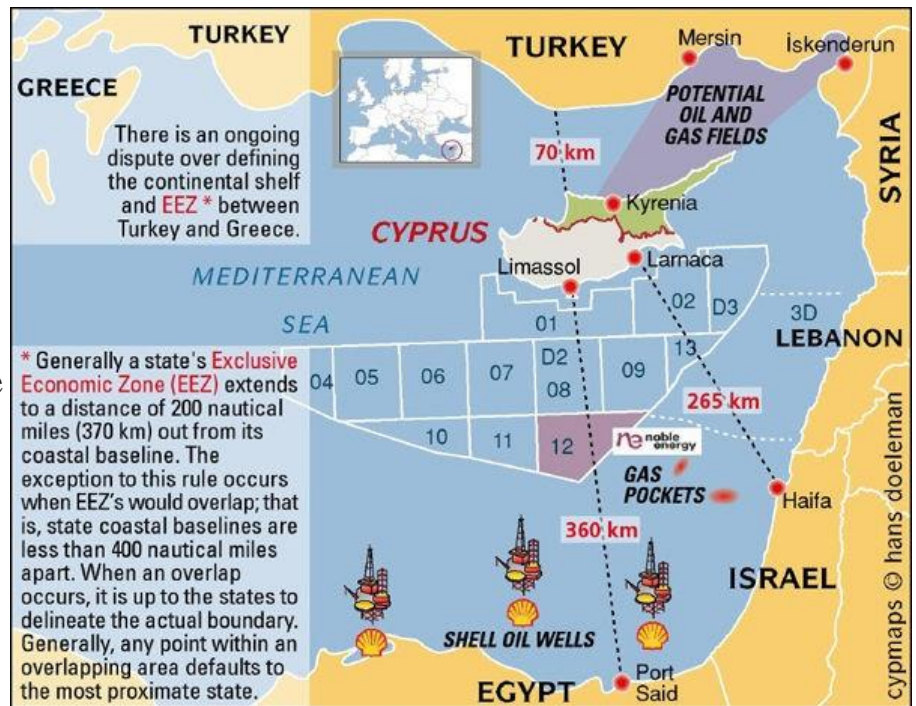 TURKEY
TURKEY
Mersin
İskenderun
GREECE
POTENTIAL
OIL AND
GAS FIELDS
There is an ongoing
dispute over defining
the continental shelf
and EEZ * between
Turkey and Greece.
70 km
SYRIA
Kyrenia
CYPRUS
Larnaca
Limassol
MEDITERRANEAN
SEA
01
02
D3
3D
LEBANON
13
04
05
06
07
D2
08
09
265 km
10
11
12
noble
energy
GAS
POCKETS
Haifa
* Generally a state's Exclusive
Economic Zone (EEZ) extends
to a distance of 200 nautical
miles (370 km) out from its
coastal baseline. The
exception to this rule occurs
when EEZ's would overlap; that
is, state coastal baselines are
less than 400 nautical miles
apart. When an overlap
occurs, it is up to the states to
delineate the actual boundary.
Generally, any point within an
overlapping area defaults to
the most proximate state.
360 km
ISRAEL
SHELL OIL WELLS
EGYPT
Port
Said
cypmaps © hans doeleman